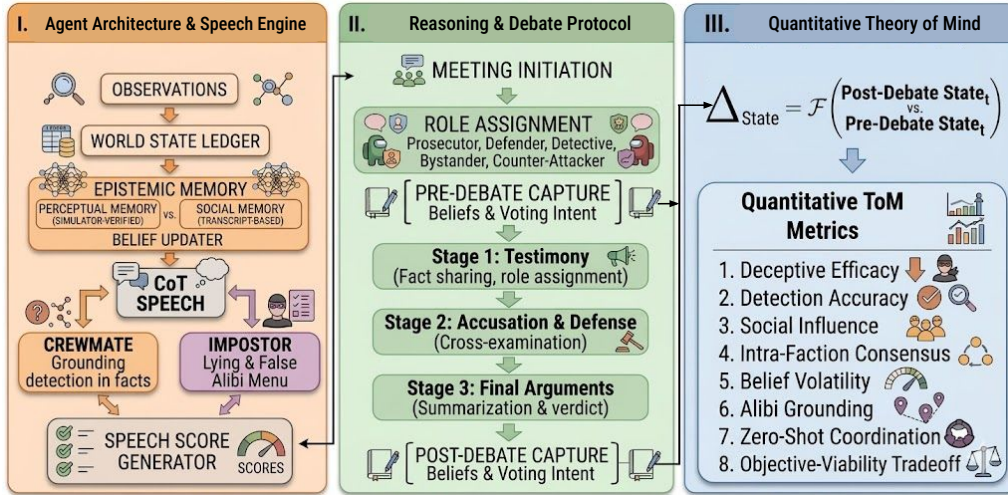 I. Agent Architecture & Speech Engine
OBSERVATIONS
WORLD STATE LEDGER
EPISTEMIC MEMORY
PERCEPTUAL MEMORY
(SIMULATOR-VERIFIED)
vs.
SOCIAL MEMORY
(TRANSCRIPT-BASED)
BELIEF UPDATER
CoT
SPEECH
CREWMATE
Grounding
detection in facts
IMPOSTOR
Lying & False
Alibi Menu
SPEECH SCORE
GENERATOR
SCORES
II. Reasoning & Debate Protocol
MEETING INITIATION
ROLE ASSIGNMENT
Prosecutor, Defender, Detective,
Bystander, Counter-Attacker
PRE-DEBATE CAPTURE
Beliefs & Voting Intent
Stage 1: Testimony
(Fact sharing, role assignment)
Stage 2: Accusation & Defense
(Cross-examination)
Stage 3: Final Arguments
(Summarization & verdict)
POST-DEBATE CAPTURE
Beliefs & Voting Intent
III. Quantitative Theory of Mind
Δ State = F ( Post-Debate State t
vs.
Pre-Debate State t )
Quantitative ToM
Metrics
1. Deceptive Efficacy
2. Detection Accuracy
3. Social Influence
4. Intra-Faction Consensus
5. Belief Volatility
6. Alibi Grounding
7. Zero-Shot Coordination
8. Objective-Viability Tradeoff